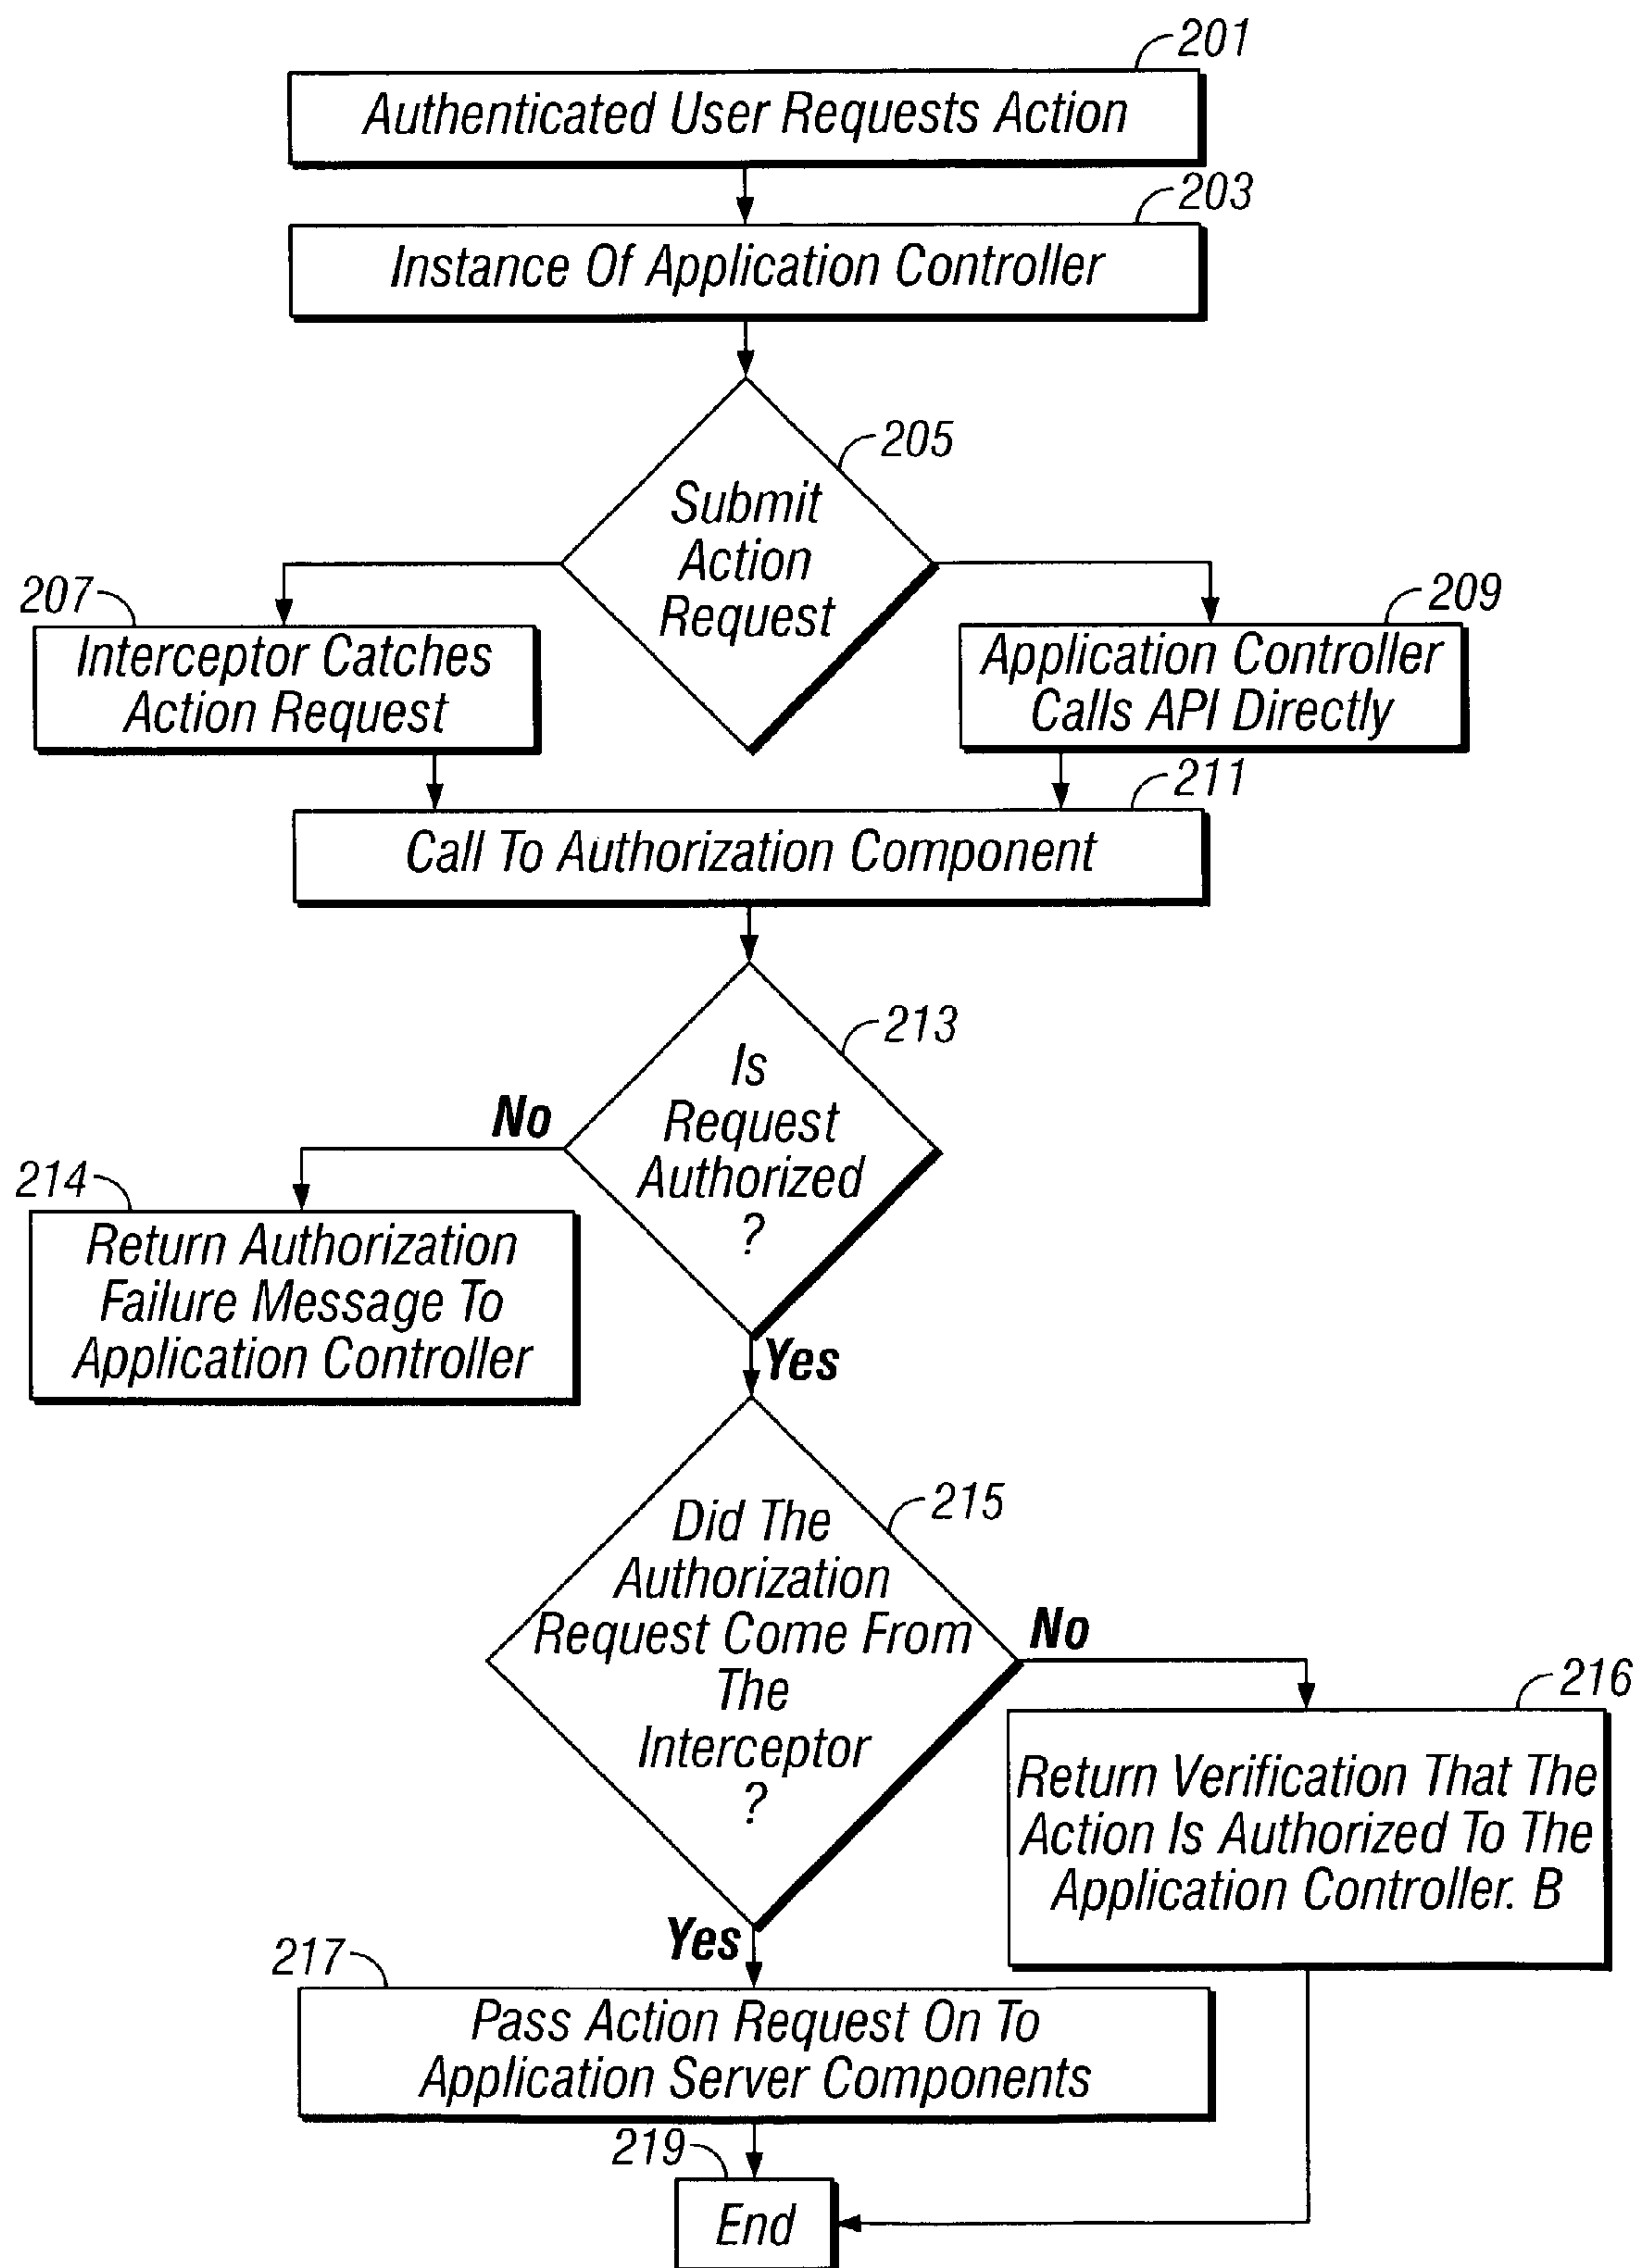 201
Authenticated User Requests Action
203
Instance Of Application Controller
205
Submit
Action
Request
207
Interceptor Catches
Action Request
209
Application Controller
Calls API Directly
211
Call To Authorization Component
213
Is
Request
Authorized
?
No
214
Return Authorization
Failure Message To
Application Controller
Yes
215
Did The
Authorization
Request Come From
The
Interceptor
?
No
216
Return Verification That The
Action Is Authorized To The
Application Controller. B
Yes
217
Pass Action Request On To
Application Server Components
219
End